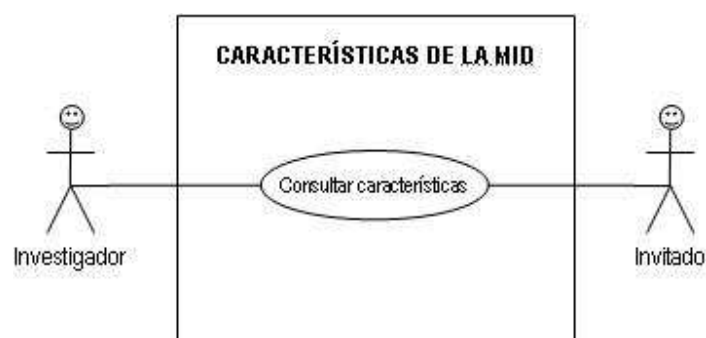 CARACTERÍSTICAS DE LA MID
Consultar características
Investigador
Invitado